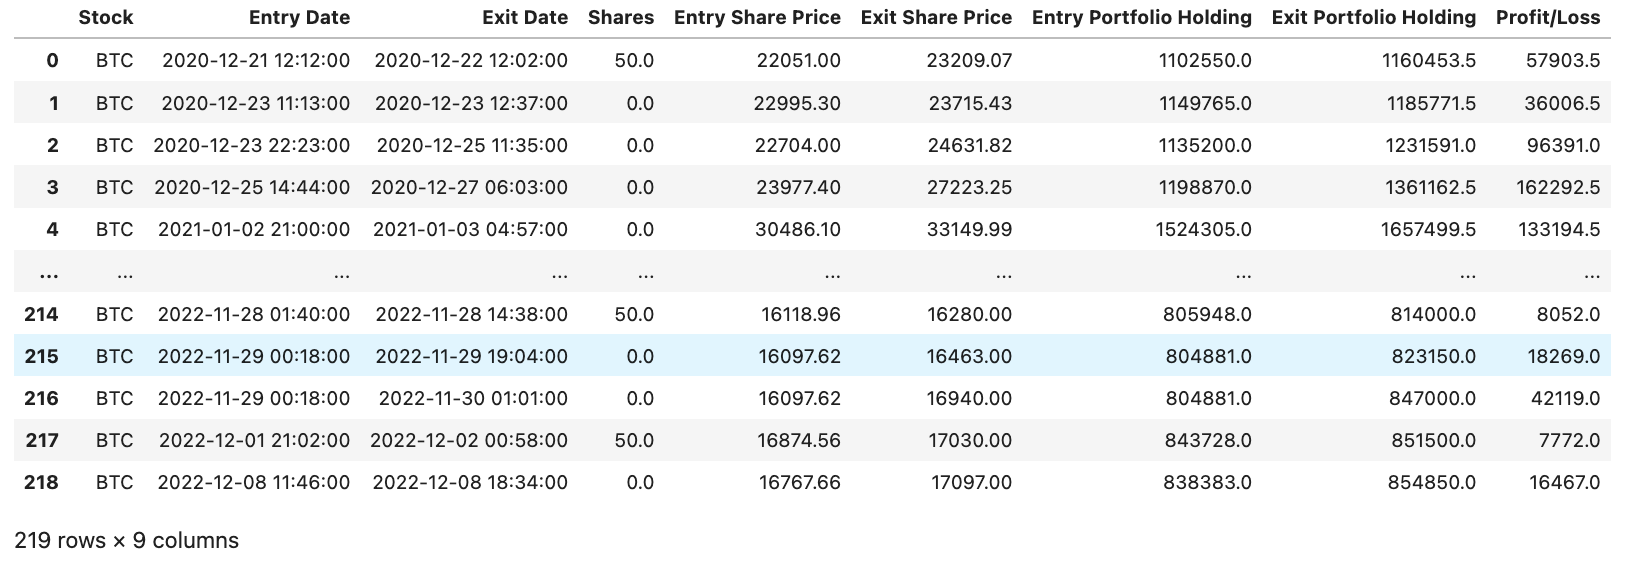 Stock Entry Date Exit Date Shares Entry Share Price Exit Share Price Entry Portfolio Holding Exit Portfolio Holding Profit/Loss
0 BTC 2020-12-21 12:12:00 2020-12-22 12:02:00 50.0 22051.00 23209.07 1102550.0 1160453.5 57903.5
1 BTC 2020-12-23 11:13:00 2020-12-23 12:37:00 0.0 22995.30 23715.43 1149765.0 1185771.5 36006.5
2 BTC 2020-12-23 22:23:00 2020-12-25 11:35:00 0.0 22704.00 24631.82 1135200.0 1231591.0 96391.0
3 BTC 2020-12-25 14:44:00 2020-12-27 06:03:00 0.0 23977.40 27223.25 1198870.0 1361162.5 162292.5
4 BTC 2021-01-02 21:00:00 2021-01-03 04:57:00 0.0 30486.10 33149.99 1524305.0 1657499.5 133194.5
... ... ... ... ... ... ... ... ... ...
214 BTC 2022-11-28 01:40:00 2022-11-28 14:38:00 50.0 16118.96 16280.00 805948.0 814000.0 8052.0
215 BTC 2022-11-29 00:18:00 2022-11-29 19:04:00 0.0 16097.62 16463.00 804881.0 823150.0 18269.0
216 BTC 2022-11-29 00:18:00 2022-11-30 01:01:00 0.0 16097.62 16940.00 804881.0 847000.0 42119.0
217 BTC 2022-12-01 21:02:00 2022-12-02 00:58:00 50.0 16874.56 17030.00 843728.0 851500.0 7772.0
218 BTC 2022-12-08 11:46:00 2022-12-08 18:34:00 0.0 16767.66 17097.00 838383.0 854850.0 16467.0
219 rows × 9 columns